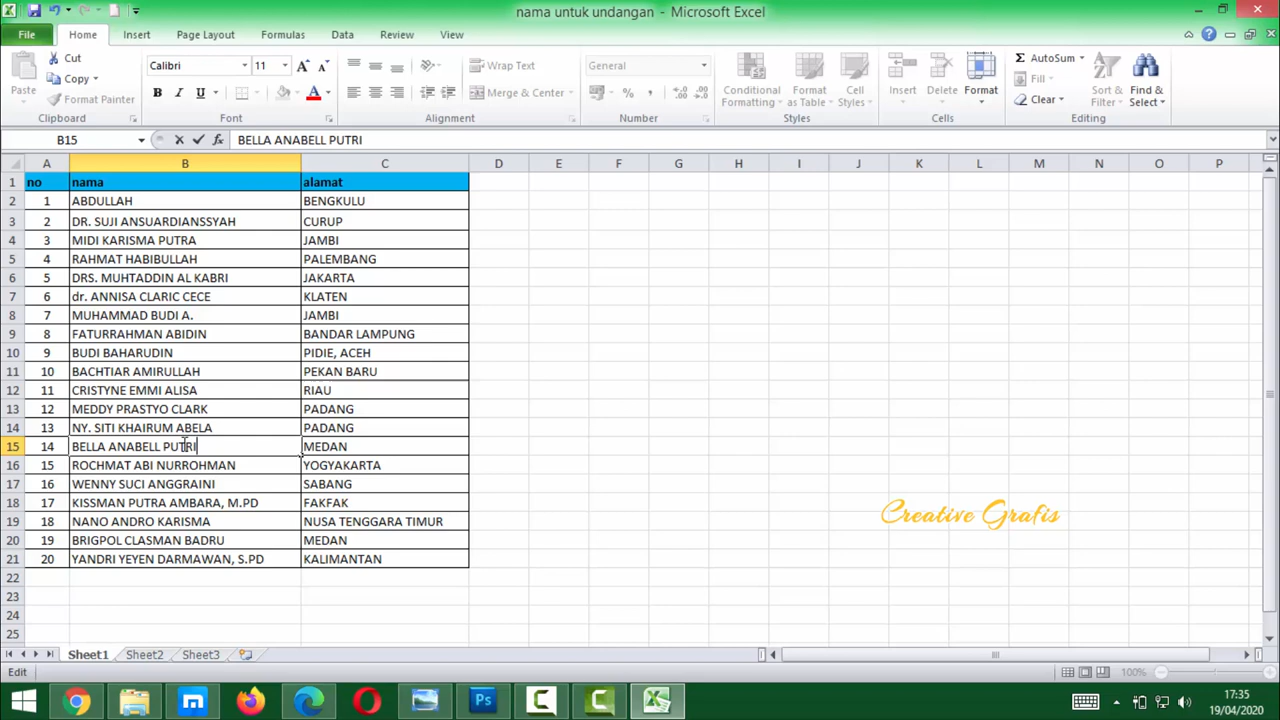 nama untuk undangan - Microsoft Excel
File Home Insert Page Layout Formulas Data Review View
Paste
Cut
Copy
Format Painter
Clipboard
Calibri 11
B I U
Font
Wrap Text
Merge & Center
Alignment
General
Number
Conditional Formatting
Format as Table
Cell Styles
Styles
Insert
Delete
Format
Cells
AutoSum
Fill
Clear
Sort & Filter
Find & Select
Editing
B15 fx BELLA ANABELL PUTRI
A B C D E F G H I J K L M N O P
1 no nama alamat
2 1 ABDULLAH BENGKULU
3 2 DR. SUJI ANSUARDIANSSYAH CURUP
4 3 MIDI KARISMA PUTRA JAMBI
5 4 RAHMAT HABIBULLAH PALEMBANG
6 5 DRS. MUHTADDIN AL KABRI JAKARTA
7 6 dr. ANNISA CLARIC CECE KLATEN
8 7 MUHAMMAD BUDI A. JAMBI
9 8 FATURRAHMAN ABIDIN BANDAR LAMPUNG
10 9 BUDI BAHARUDIN PIDIE, ACEH
11 10 BACHTIAR AMIRULLAH PEKAN BARU
12 11 CRISTYNE EMMI ALISA RIAU
13 12 MEDDY PRASTYO CLARK PADANG
14 13 NY. SITI KHAIRUM ABELA PADANG
15 14 BELLA ANABELL PUTRI MEDAN
16 15 ROCHMAT ABI NURROHMAN YOGYAKARTA
17 16 WENNY SUCI ANGGRAINI SABANG
18 17 KISSMAN PUTRA AMBARA, M.PD FAKFAK
19 18 NANO ANDRO KARISMA NUSA TENGGARA TIMUR
20 19 BRIGPOL CLASMAN BADRU MEDAN
21 20 YANDRI YEYEN DARMAWAN, S.PD KALIMANTAN
22
23
24
25
Creative Grafis
Sheet1 Sheet2 Sheet3
Edit 100%
Ps
17:35
19/04/2020